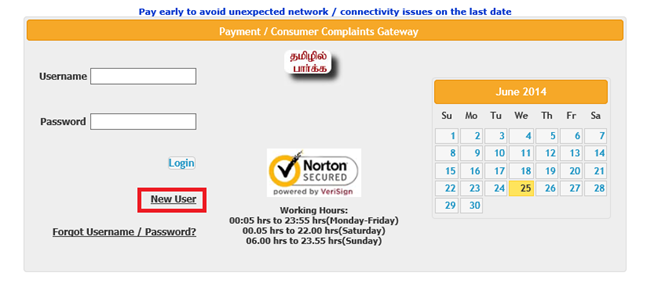 Pay early to avoid unexpected network / connectivity issues on the last date
Payment / Consumer Complaints Gateway
தமிழில்
பார்க்க
Username
Password
Login
New User
Forgot Username / Password?
Norton
SECURED
powered by VeriSign
Working Hours:
00:05 hrs to 23:55 hrs(Monday-Friday)
00.05 hrs to 22.00 hrs(Saturday)
06.00 hrs to 23.55 hrs(Sunday)
June 2014
Su Mo Tu We Th Fr Sa
1 2 3 4 5 6 7
8 9 10 11 12 13 14
15 16 17 18 19 20 21
22 23 24 25 26 27 28
29 30